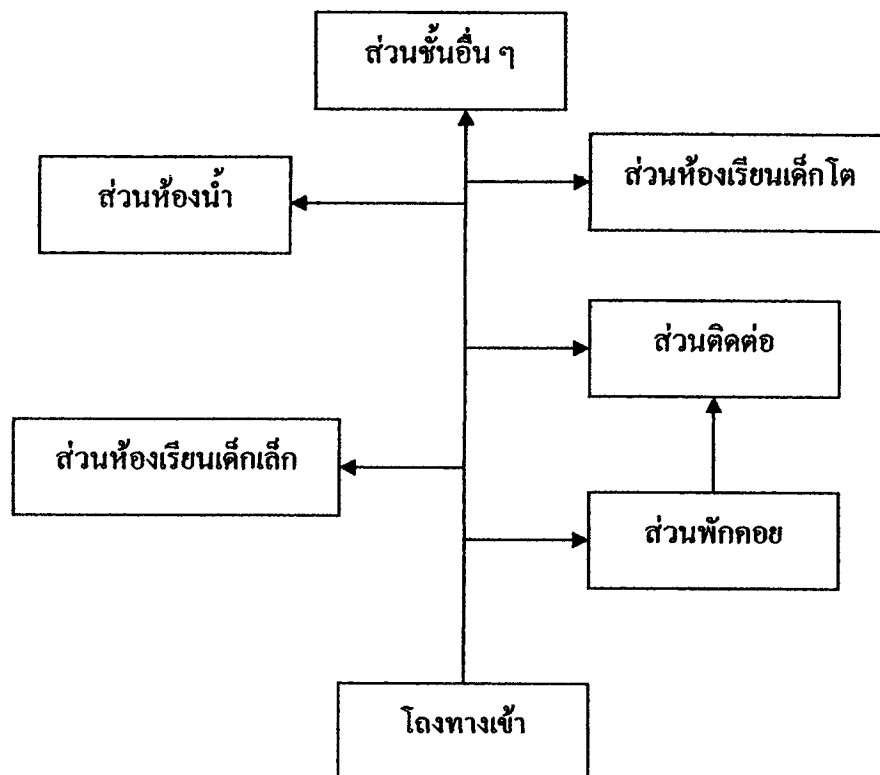 ส่วนชั้นอื่น ๆ
ส่วนห้องน้ำ
ส่วนห้องเรียนเด็กโต
ส่วนติดต่อ
ส่วนห้องเรียนเด็กเล็ก
ส่วนพักคอย
โถงทางเข้า